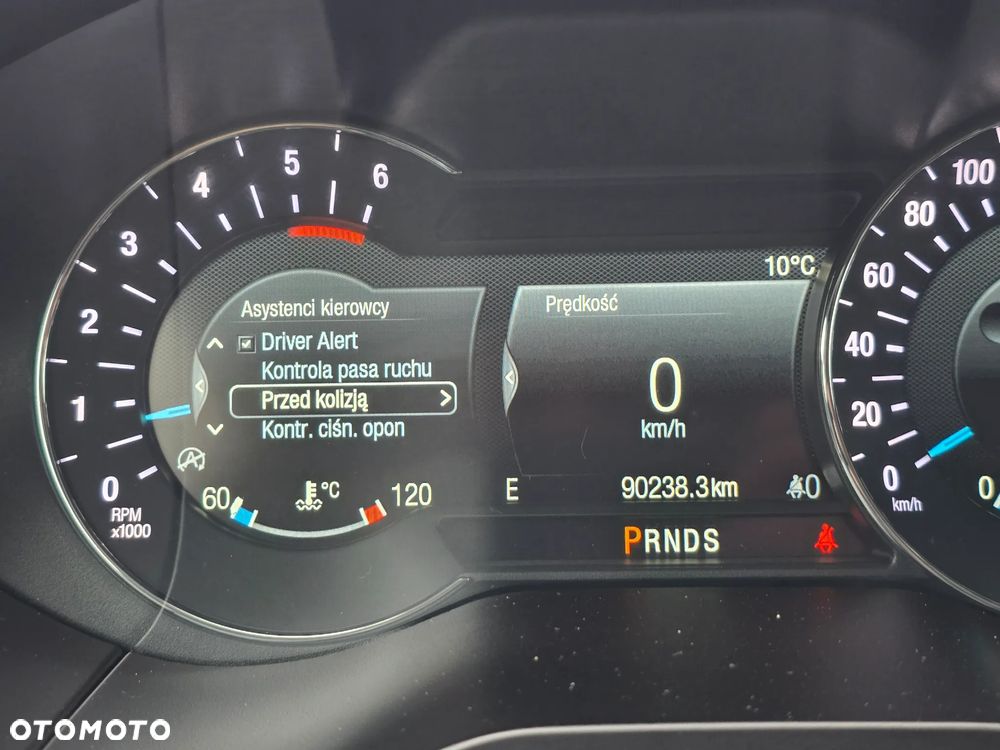 0
1
2
3
4
5
6
RPM
x1000
Asystenci kierowcy
Driver Alert
Kontrola pasa ruchu
Przed kolizją
Kontr. ciśn. opon
A
60
°C
120
10°C
Prędkość
0
km/h
E
90238.3km
0
PRNDS
100
80
60
40
20
0
km/h
0
OTOMOTO